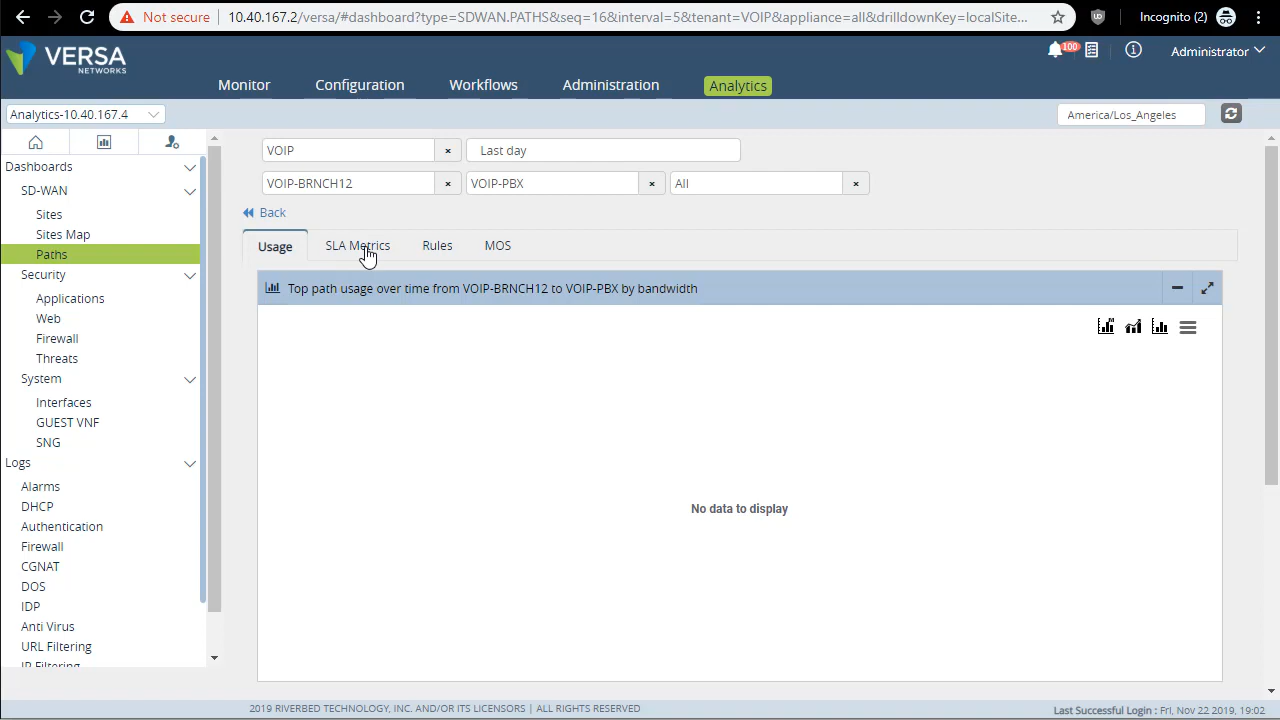 Not secure 10.40.167.2/versa/#dashboard?type=SDWAN.PATHS&seq=16&interval=5&tenant=VOIP&appliance=all&drilldownKey=localSite... Incognito (2)
VERSA
NETWORKS
Monitor Configuration Workflows Administration Analytics
100 Administrator
Analytics-10.40.167.4
America/Los_Angeles
Dashboards
SD-WAN
Sites
Sites Map
Paths
Security
Applications
Web
Firewall
Threats
System
Interfaces
GUEST VNF
SNG
Logs
Alarms
DHCP
Authentication
Firewall
CGNAT
DOS
IDP
Anti Virus
URL Filtering
IP Filtering
VOIP × Last day
VOIP-BRNCH12 × VOIP-PBX × All ×
Back
Usage SLA Metrics Rules MOS
Top path usage over time from VOIP-BRNCH12 to VOIP-PBX by bandwidth
No data to display
2019 RIVERBED TECHNOLOGY, INC. AND/OR ITS LICENSORS | ALL RIGHTS RESERVED
Last Successful Login : Fri, Nov 22 2019, 19:02